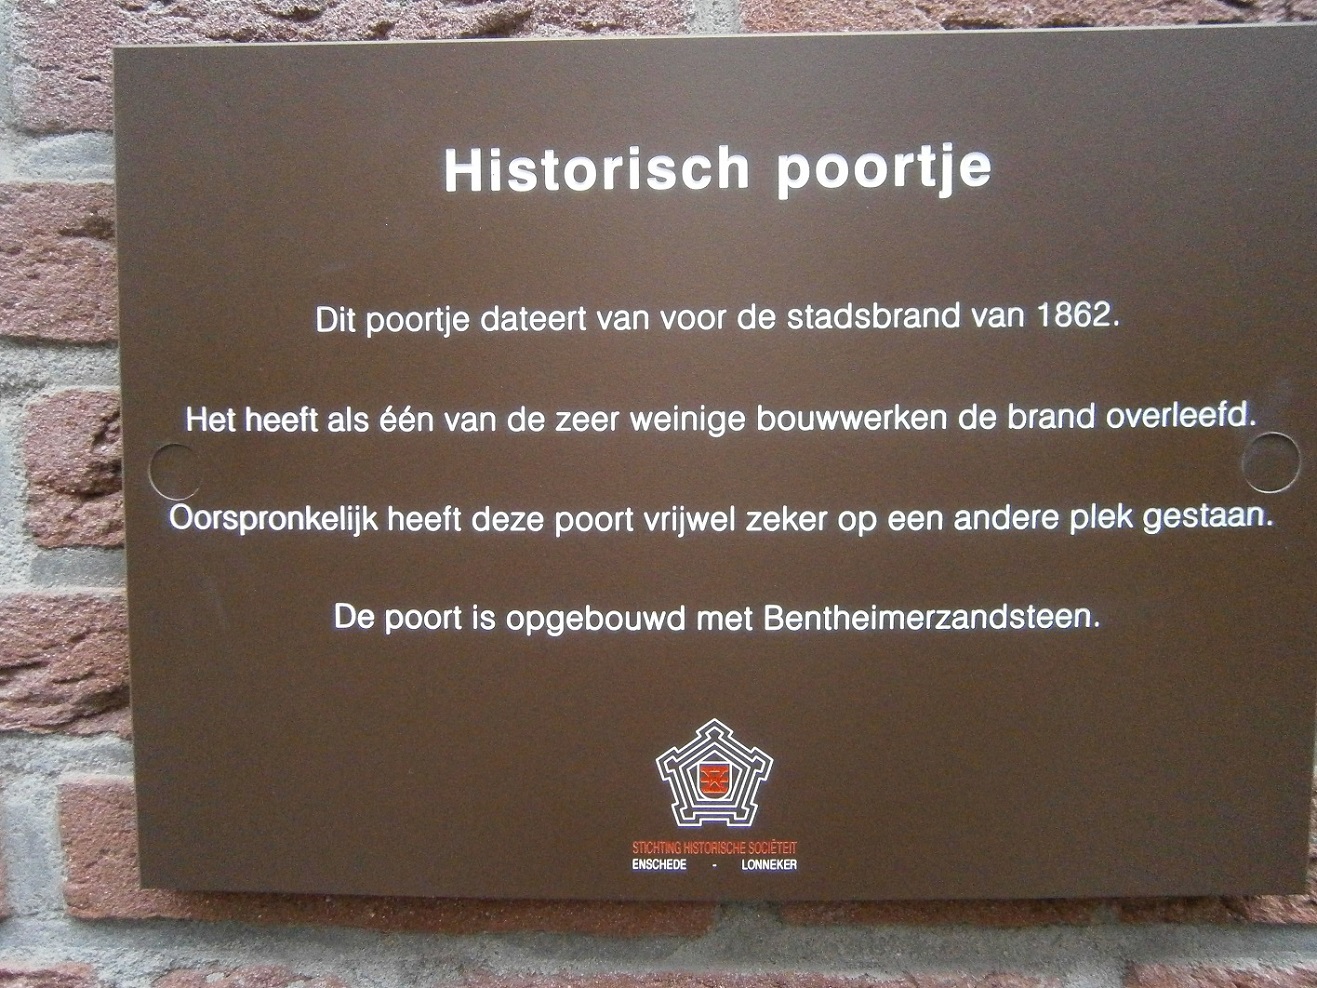 Historisch poortje
Dit poortje dateert van voor de stadsbrand van 1862.
Het heeft als één van de zeer weinige bouwwerken de brand overleefd.
Oorspronkelijk heeft deze poort vrijwel zeker op een andere plek gestaan.
De poort is opgebouwd met Bentheimerzandsteen.
STICHTING HISTORISCHE SOCIËTEIT
ENSCHEDE - LONNEKER